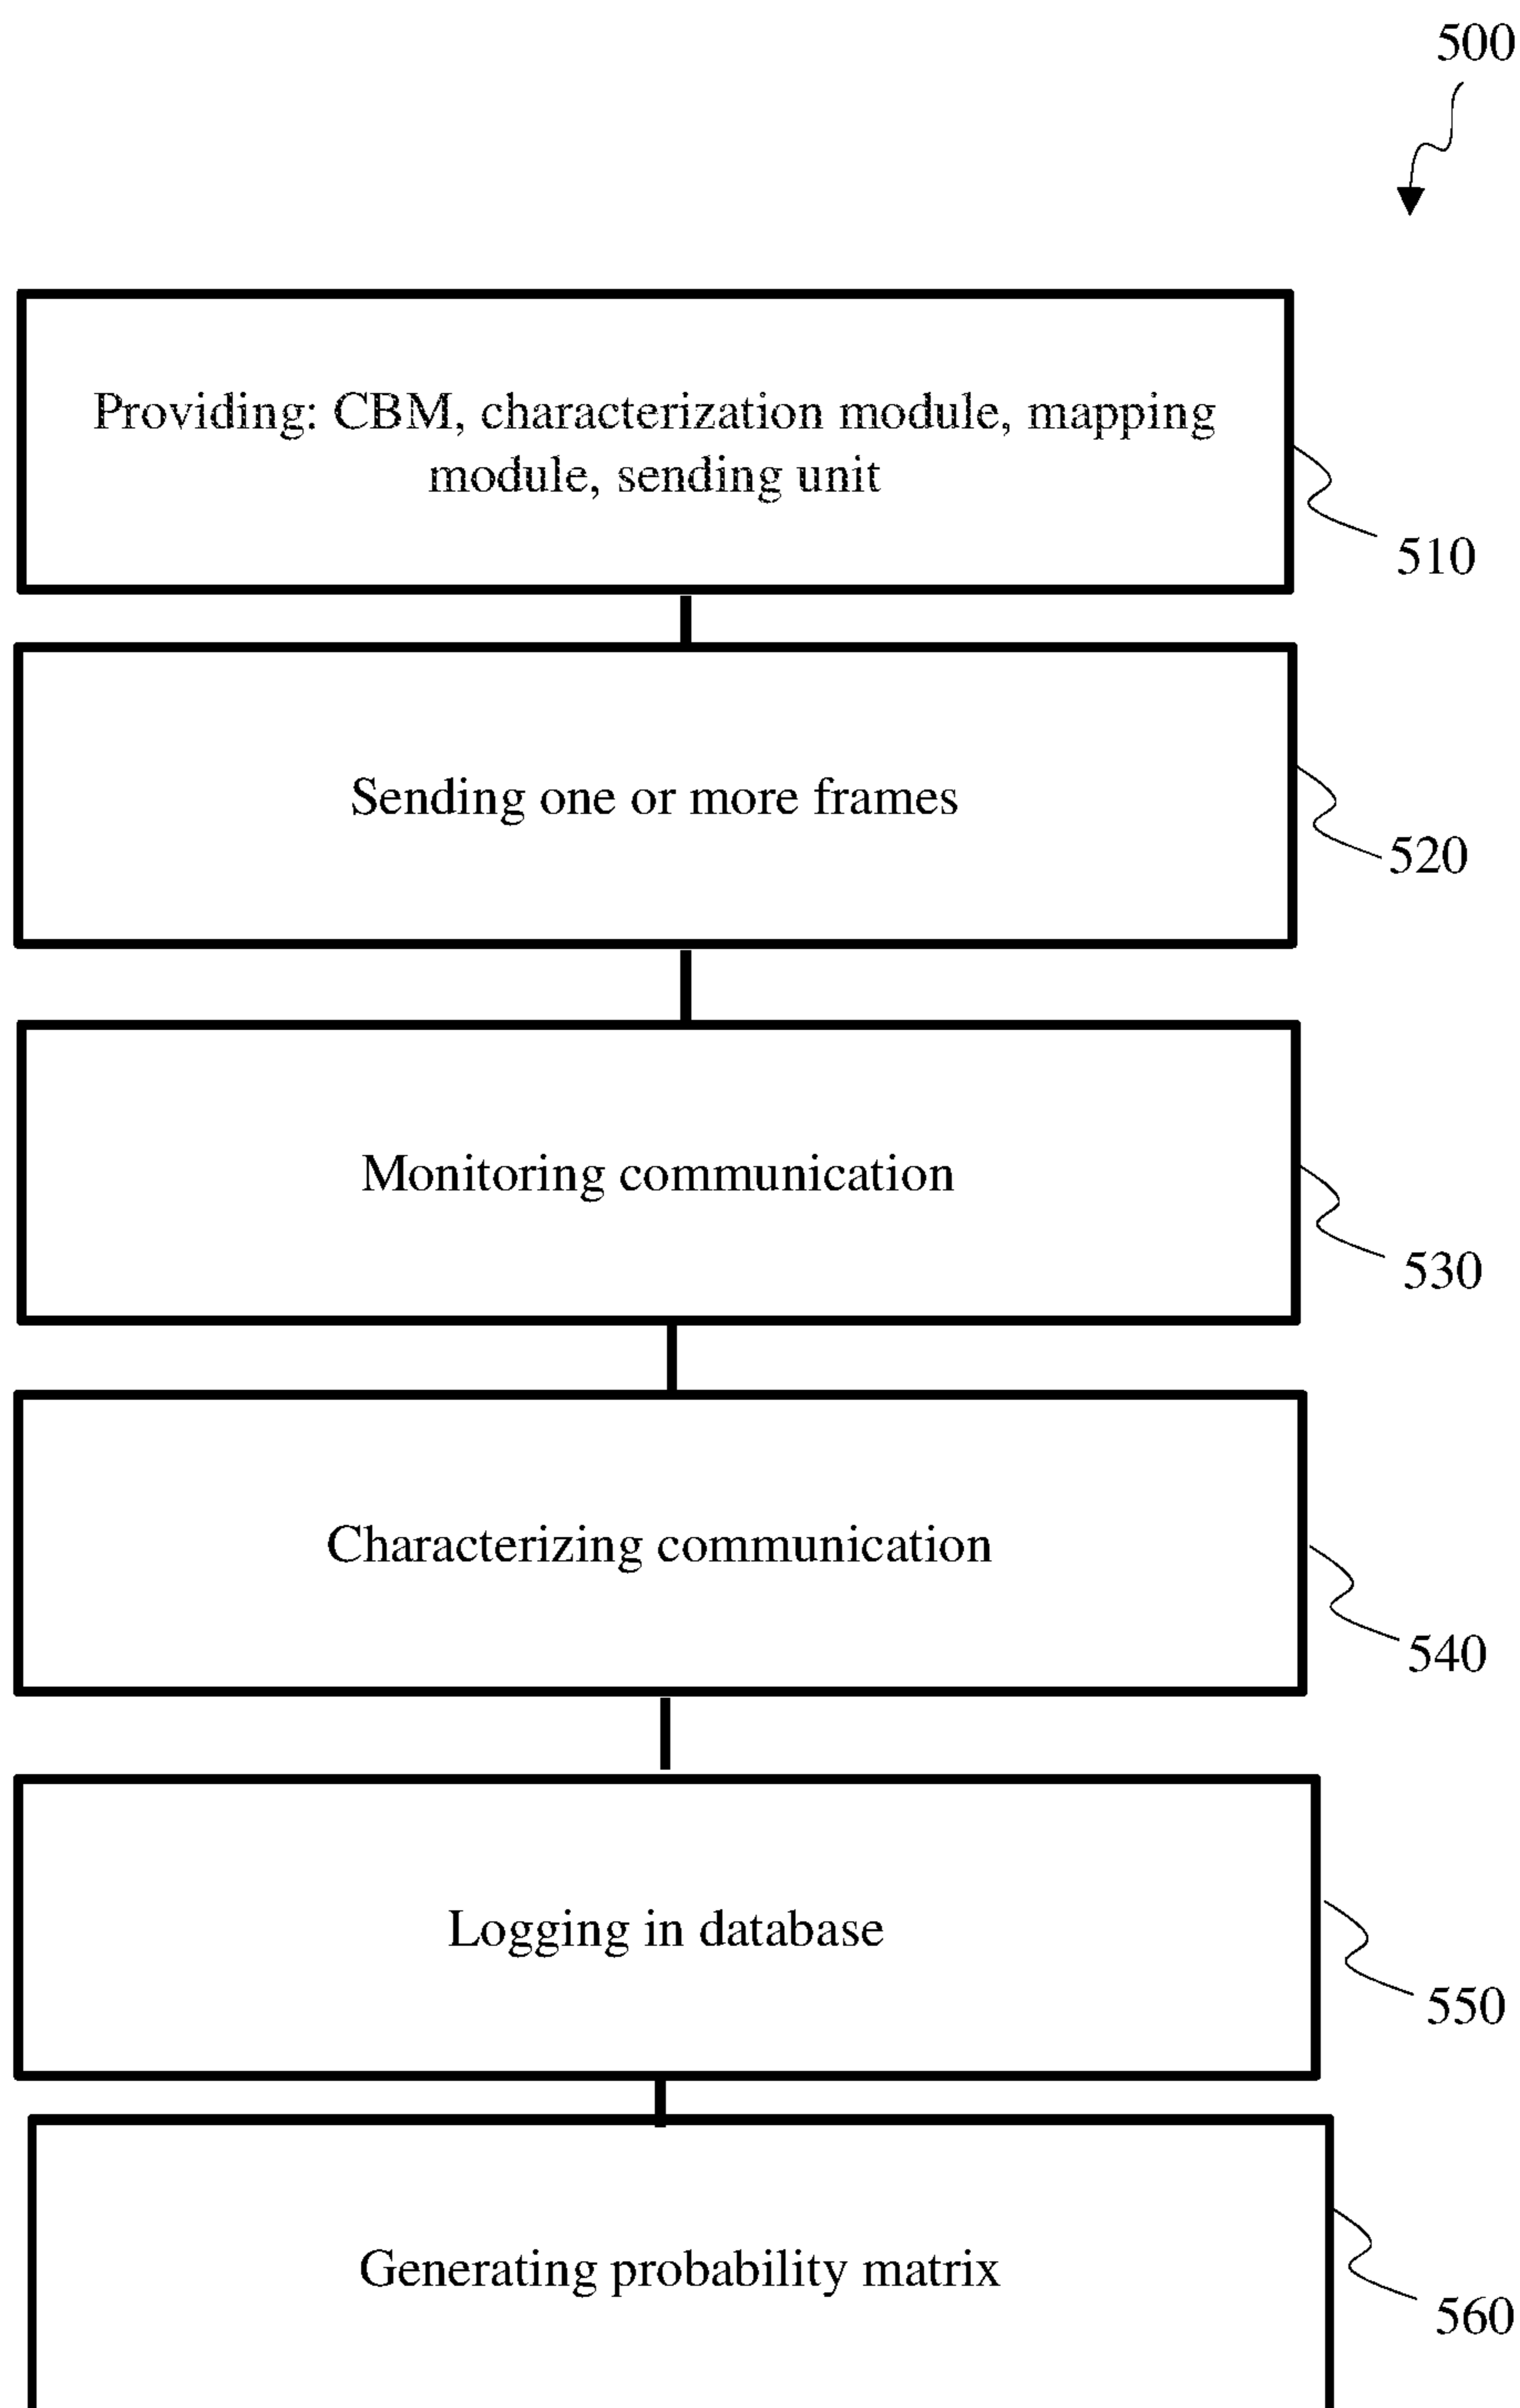 500
Providing: CBM, characterization module, mapping
module, sending unit
510
Sending one or more frames
520
Monitoring communication
530
Characterizing communication
540
Logging in database
550
Generating probability matrix
560